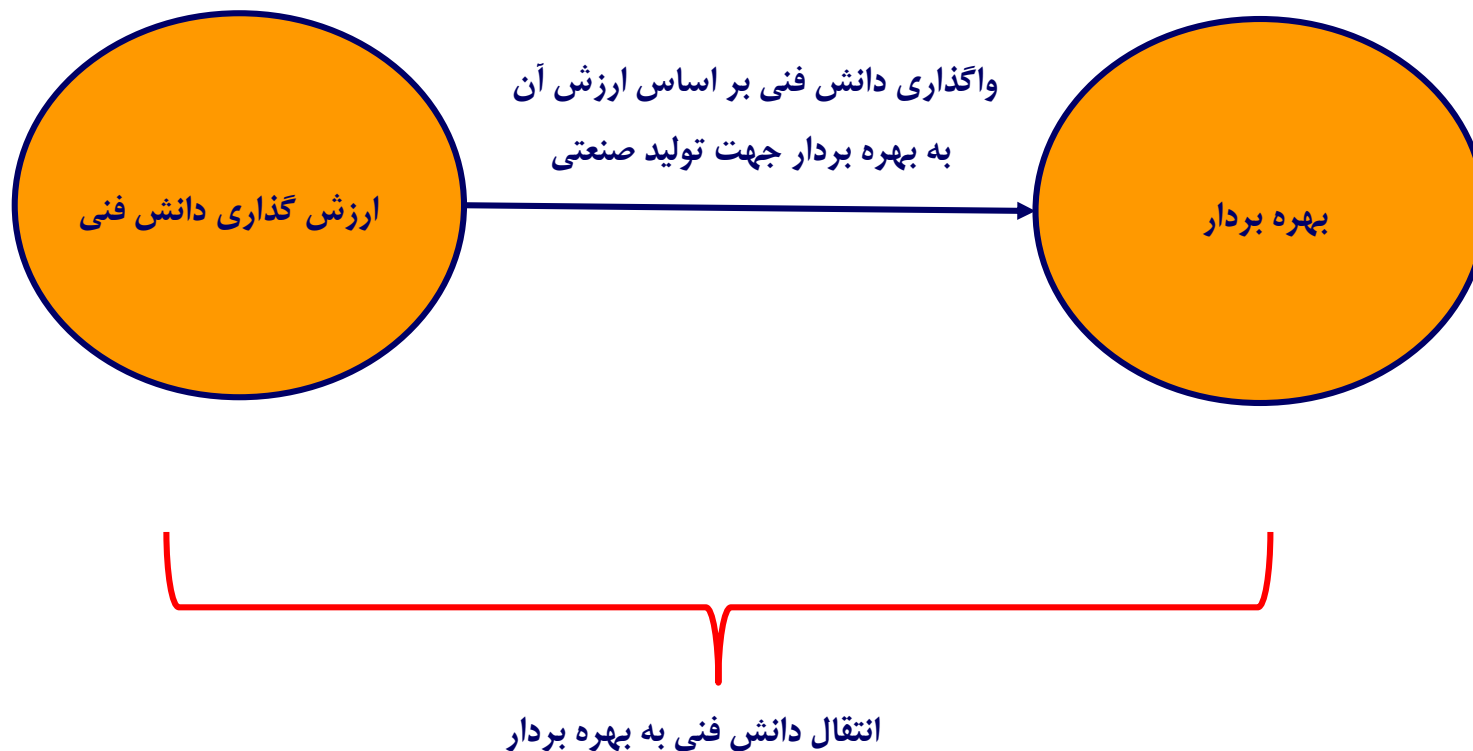 واگذاری دانش فنی بر اساس ارزش آن
به بهره بردار جهت تولید صنعتی
ارزش گذاری دانش فنی
بهره بردار
انتقال دانش فنی به بهره بردار